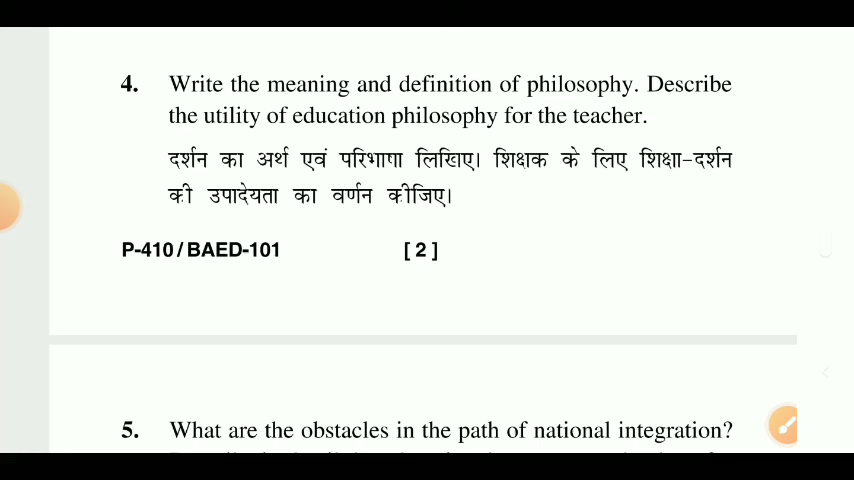 4. Write the meaning and definition of philosophy. Describe
the utility of education philosophy for the teacher.
दर्शन का अर्थ एवं परिभाषा लिखिए। शिक्षक के लिए शिक्षा-दर्शन
की उपादेयता का वर्णन कीजिए।
P-410/BAED-101 [ 2 ]
5. What are the obstacles in the path of national integration?